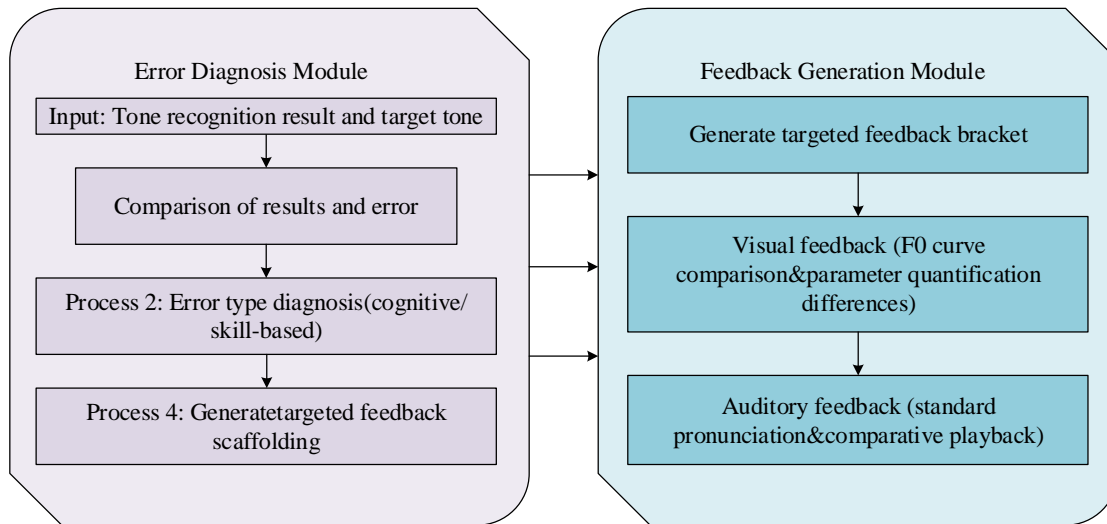 Error Diagnosis Module
Input: Tone recognition result and target tone
Comparison of results and error
Process 2: Error type diagnosis(cognitive/
skill-based)
Process 4: Generatetargeted feedback
scaffolding
Feedback Generation Module
Generate targeted feedback bracket
Visual feedback (F0 curve
comparison&parameter quantification
differences)
Auditory feedback (standard
pronunciation&comparative playback)